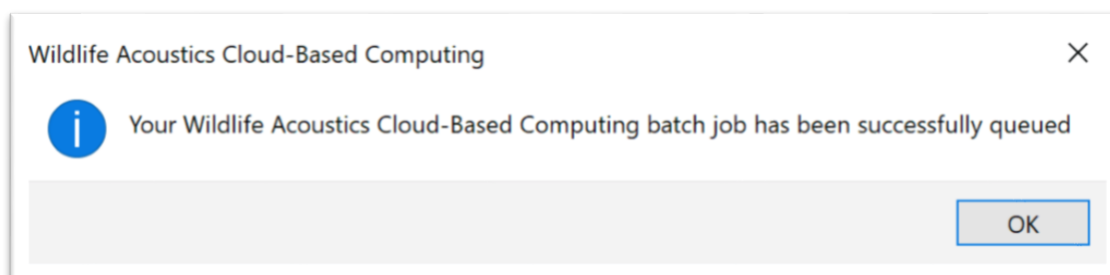 Wildlife Acoustics Cloud-Based Computing
Your Wildlife Acoustics Cloud-Based Computing batch job has been successfully queued
OK